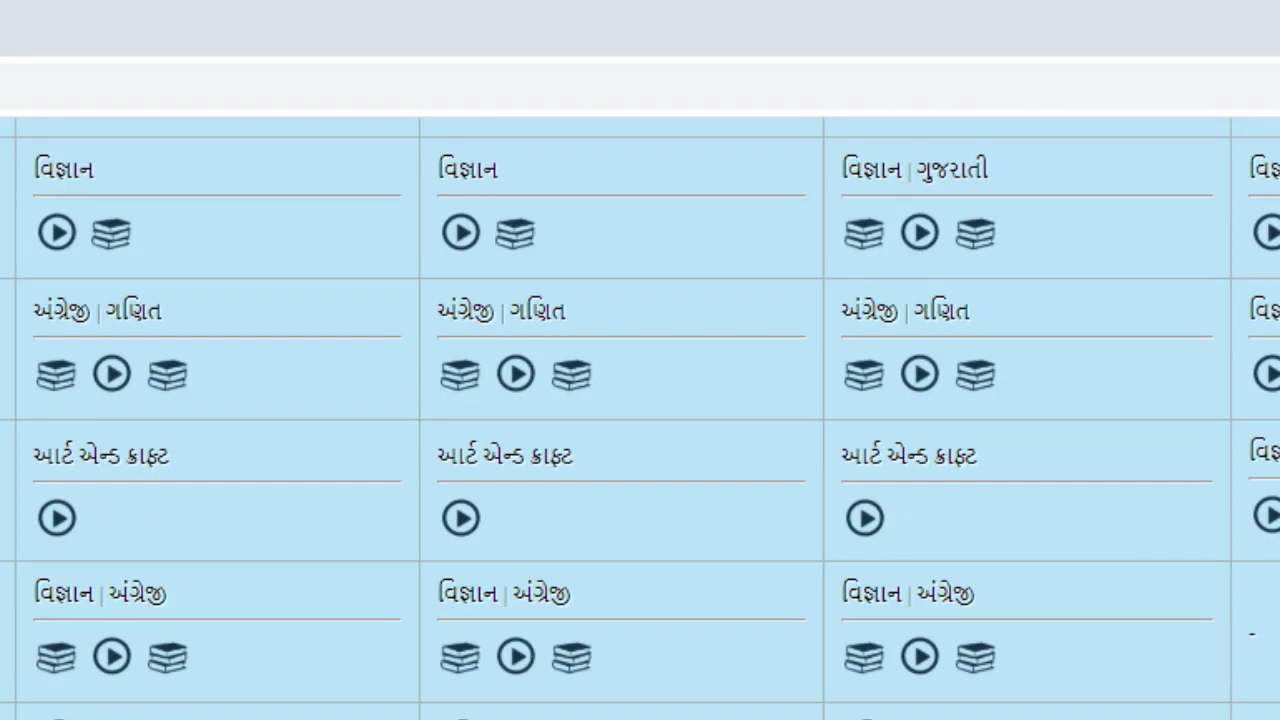 વિજ્ઞાન વિજ્ઞાન વિજ્ઞાન | ગુજરાતી
અંગ્રેજી | ગણિત અંગ્રેજી | ગણિત અંગ્રેજી | ગણિત
આર્ટ એન્ડ ક્રાફ્ટ આર્ટ એન્ડ ક્રાફ્ટ આર્ટ એન્ડ ક્રાફ્ટ
વિજ્ઞાન | અંગ્રેજી વિજ્ઞાન | અંગ્રેજી વિજ્ઞાન | અંગ્રેજી
-